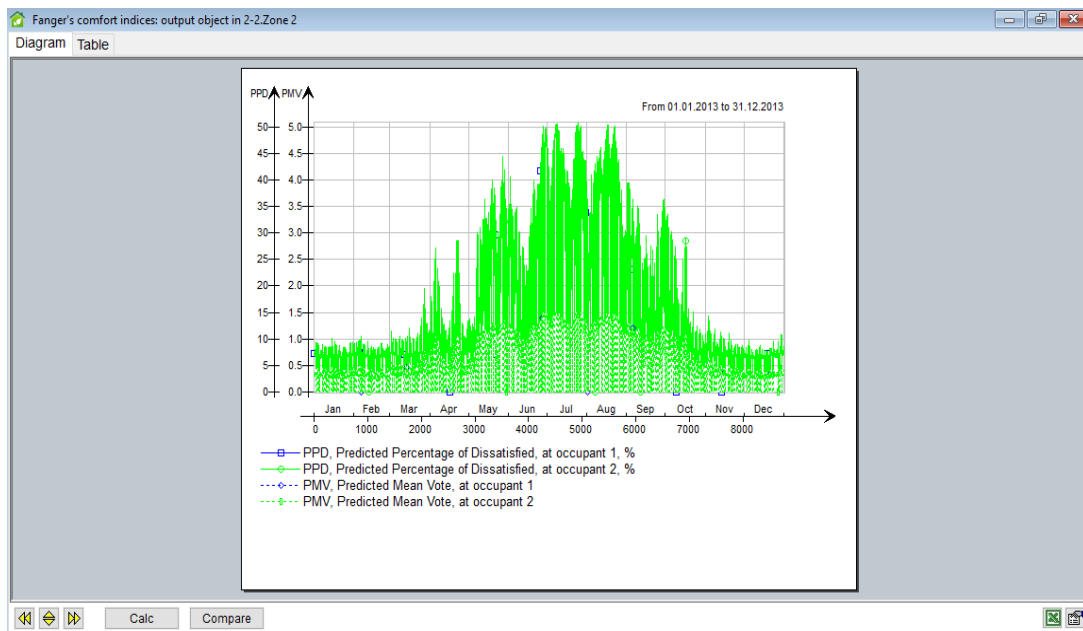 Fanger's comfort indices: output object in 2-2.Zone 2
Diagram Table
PPD PMV
From 01.01.2013 to 31.12.2013
50 5.0
45 4.5
40 4.0
35 3.5
30 3.0
25 2.5
20 2.0
15 1.5
10 1.0
5 0.5
0 0.0
Jan Feb Mar Apr May Jun Jul Aug Sep Oct Nov Dec
0 1000 2000 3000 4000 5000 6000 7000 8000
PPD, Predicted Percentage of Dissatisfied, at occupant 1, %
PPD, Predicted Percentage of Dissatisfied, at occupant 2, %
PMV, Predicted Mean Vote, at occupant 1
PMV, Predicted Mean Vote, at occupant 2
Calc Compare